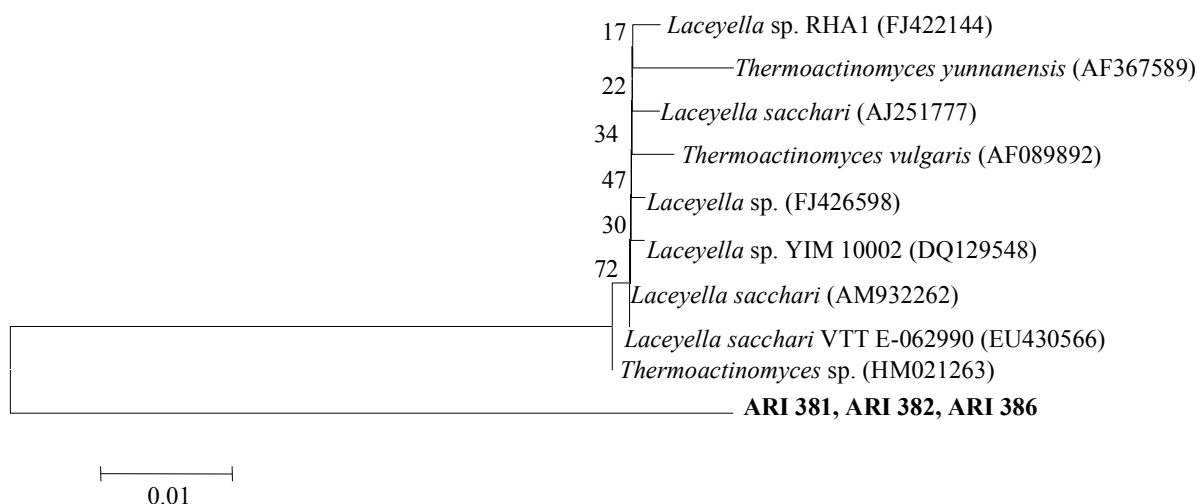 17
Laceyella sp. RHA1 (FJ422144)
Thermoactinomyces yunnanensis (AF367589)
22
Laceyella sacchari (AJ251777)
34
Thermoactinomyces vulgaris (AF089892)
47
Laceyella sp. (FJ426598)
30
Laceyella sp. YIM 10002 (DQ129548)
72
Laceyella sacchari (AM932262)
Laceyella sacchari VTT E-062990 (EU430566)
Thermoactinomyces sp. (HM021263)
ARI 381, ARI 382, ARI 386
0.01